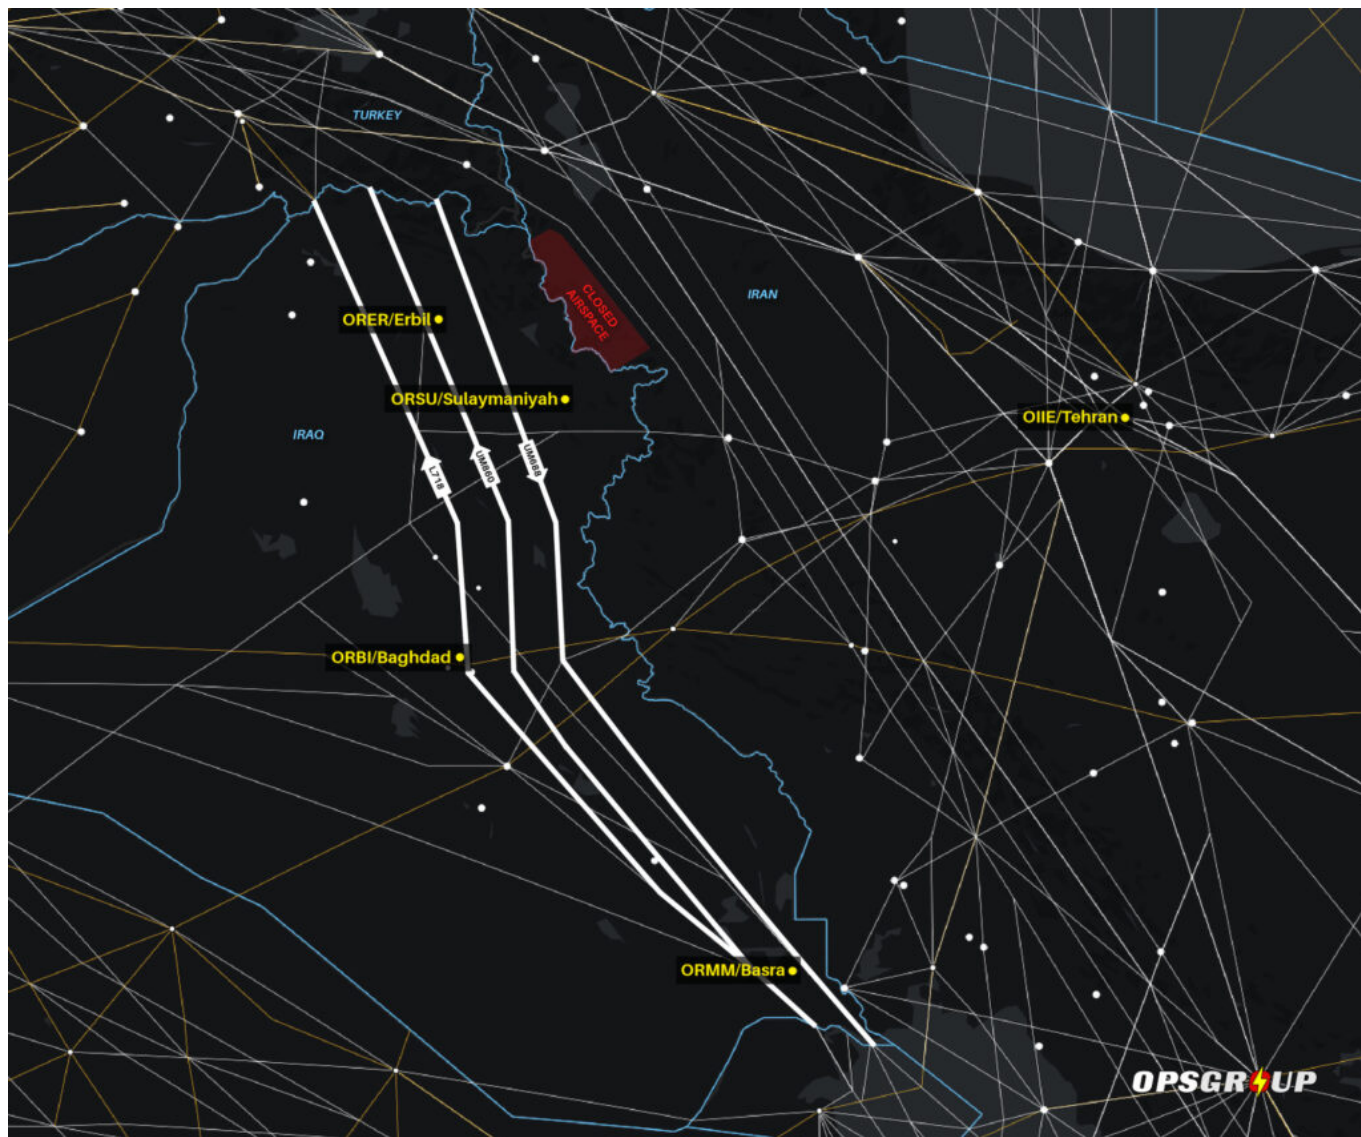 TURKEY
CLOSED
AIRSPACE
IRAN
ORER/Erbil
ORSU/Sulaymaniyah
OIIE/Tehran
IRAQ
L718
UM860
UM688
ORBI/Baghdad
ORMM/Basra
OPSGROUP